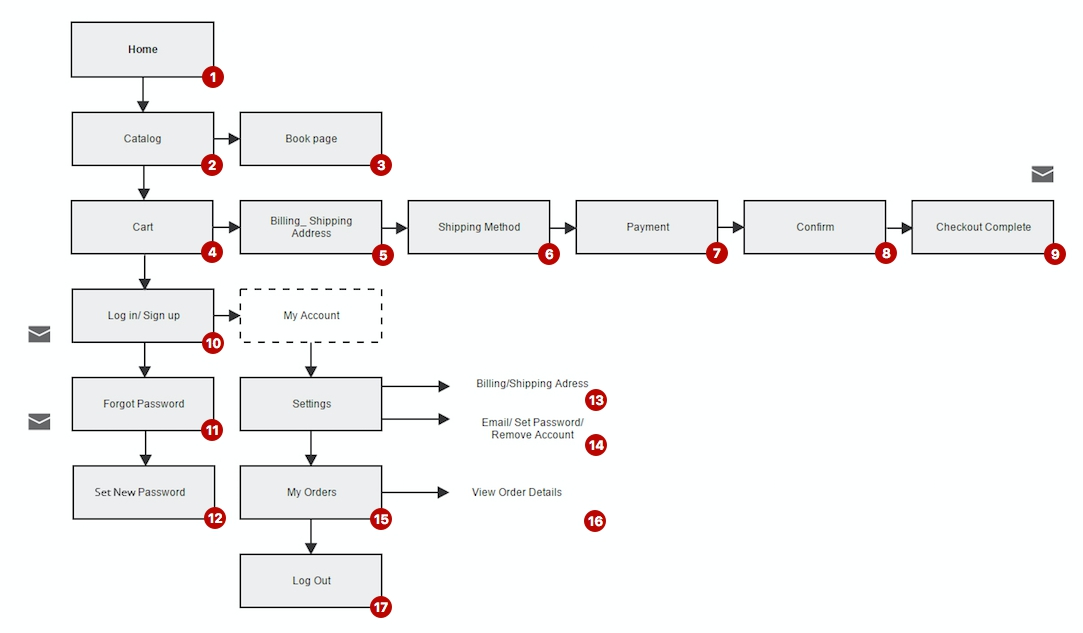 Home
1
Catalog
2
Book page
3
Cart
4
Billing_ Shipping
Address
5
Shipping Method
6
Payment
7
Confirm
8
Checkout Complete
9
Log in/ Sign up
10
My Account
Forgot Password
11
Settings
Billing/Shipping Adress
13
Email/ Set Password/
Remove Account
14
Set New Password
12
My Orders
15
View Order Details
16
Log Out
17